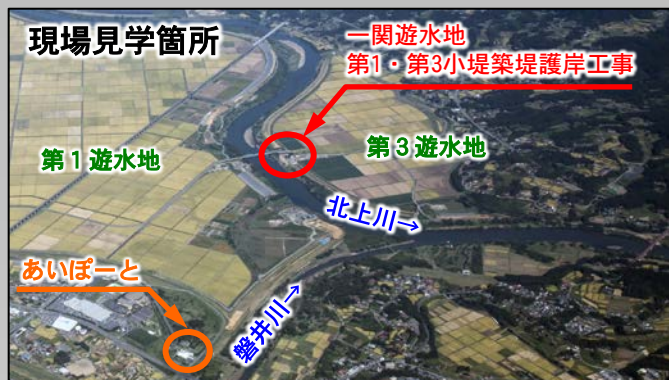 現場見学箇所
一関遊水地
第1・第3小堤築堤護岸工事
第1遊水地
第3遊水地
北上川→
あいぽーと
磐井川→